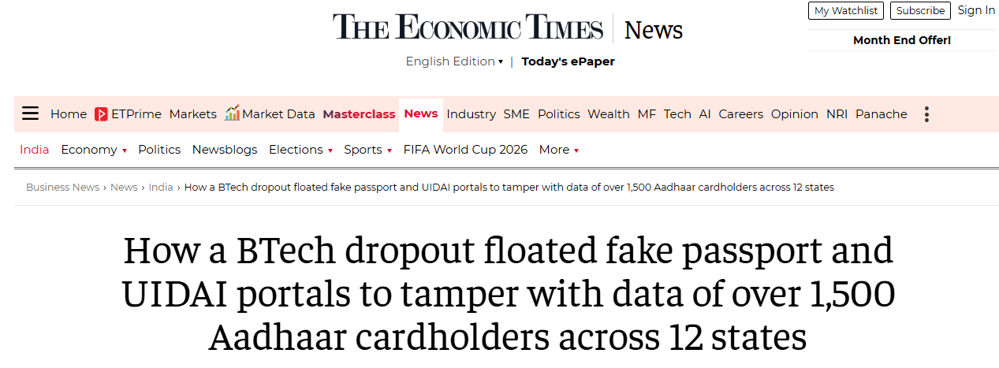 THE ECONOMIC TIMES News
My Watchlist Subscribe Sign In
Month End Offer!
English Edition ▾ | Today's ePaper
Home ETPrime Markets Market Data Masterclass News Industry SME Politics Wealth MF Tech AI Careers Opinion NRI Panache
India Economy ▾ Politics Newsblogs Elections ▾ Sports ▾ FIFA World Cup 2026 More ▾
Business News › News › India › How a BTech dropout floated fake passport and UIDAI portals to tamper with data of over 1,500 Aadhaar cardholders across 12 states
How a BTech dropout floated fake passport and
UIDAI portals to tamper with data of over 1,500
Aadhaar cardholders across 12 states